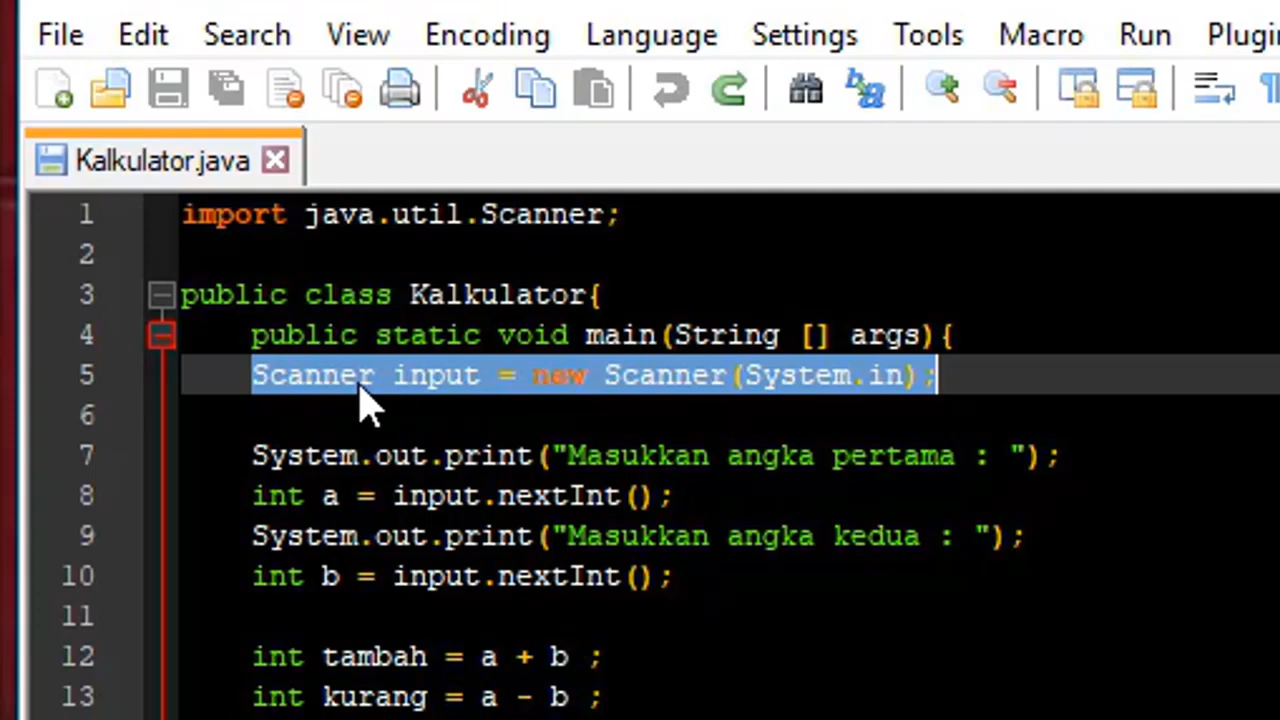 File Edit Search View Encoding Language Settings Tools Macro Run Plugin
Kalkulator.java
1 import java.util.Scanner;
2
3 public class Kalkulator{
4 public static void main(String [] args){
5 Scanner input = new Scanner(System.in);
6
7 System.out.print("Masukkan angka pertama : ");
8 int a = input.nextInt();
9 System.out.print("Masukkan angka kedua : ");
10 int b = input.nextInt();
11
12 int tambah = a + b ;
13 int kurang = a - b ;